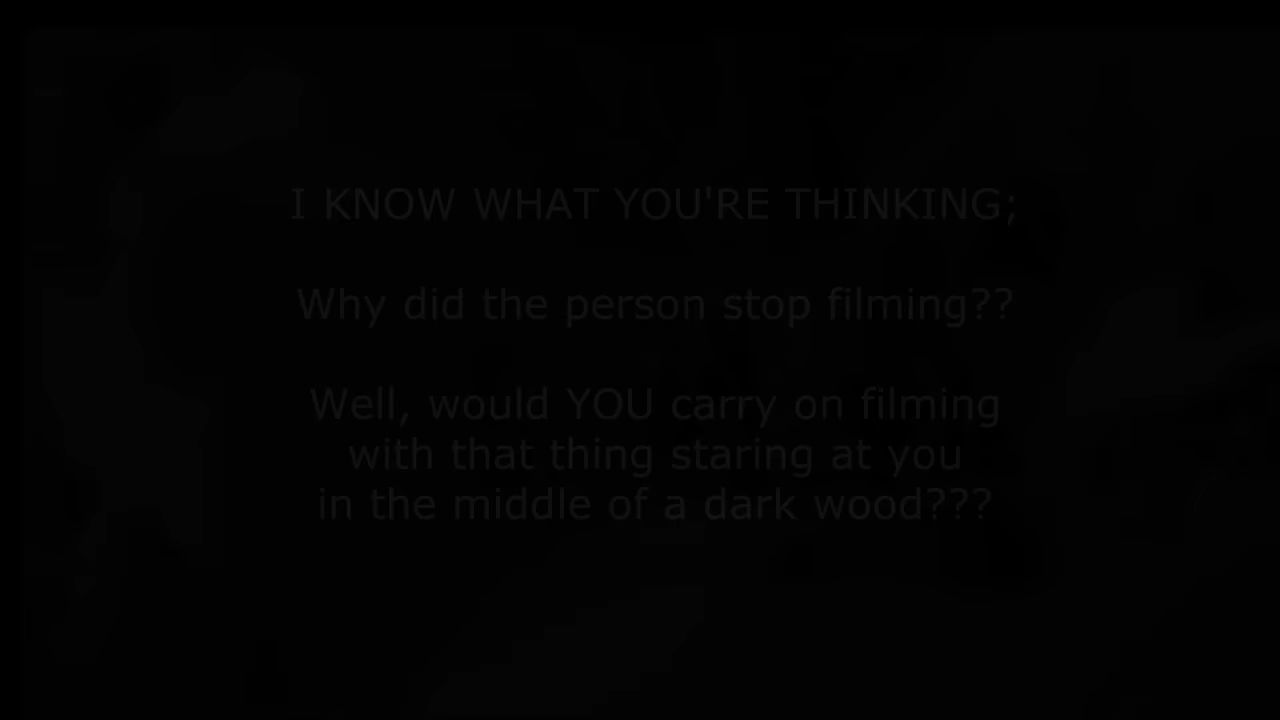 I KNOW WHAT YOU'RE THINKING;
Why did the person stop filming??
Well, would YOU carry on filming
with that thing staring at you
in the middle of a dark wood???